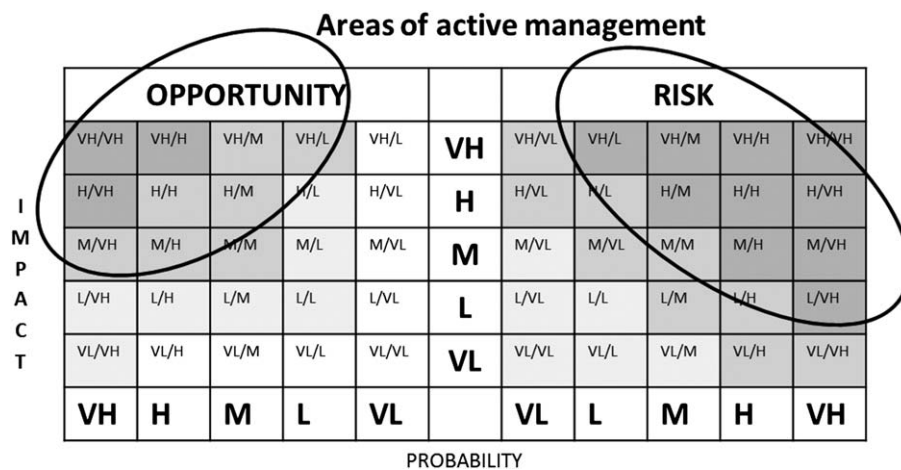 Areas of active management
OPPORTUNITY RISK
VH/VH VH/H VH/M VH/L VH/L VH VH/VL VH/L VH/M VH/H VH/VH
H/VH H/H H/M H/L H/VL H H/VL H/L H/M H/H H/VH
M/VH M/H M/M M/L M/VL M M/VL M/VL M/M M/H M/VH
L/VH L/H L/M L/L L/VL L L/VL L/L L/M L/H L/VH
VL/VH VL/H VL/M VL/L VL/VL VL VL/VL VL/L VL/M VL/H VL/VH
VH H M L VL VL L M H VH
IMPACT
PROBABILITY